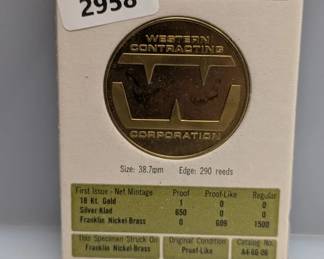 2958
WESTERN
CONTRACTING
W
CORPORATION
Size: 38.7mm Edge: 290 reeds
First Issue - Net Mintage Proof Proof-Like Regular
18 Kt. Gold 1 0 0
Silver Klad 650 0 0
Franklin Nickel-Brass 0 609 1500
This Specimen Struck On Original Condition Catalog No.
Franklin Nickel-Brass Proof-Like